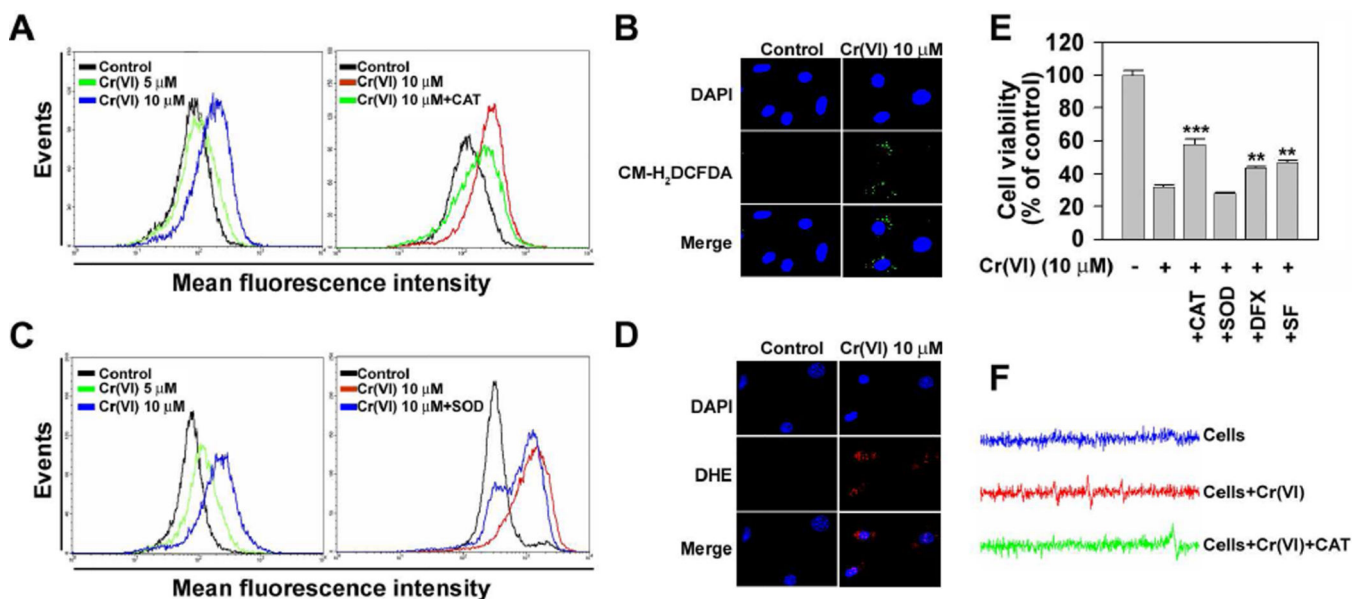 A
Control
Cr(VI) 5 μM
Cr(VI) 10 μM
Control
Cr(VI) 10 μM
Cr(VI) 10 μM+CAT
Events
Mean fluorescence intensity
B
Control Cr(VI) 10 μM
DAPI
CM-H₂DCFDA
Merge
C
Control
Cr(VI) 5 μM
Cr(VI) 10 μM
Control
Cr(VI) 10 μM
Cr(VI) 10 μM+SOD
Events
Mean fluorescence intensity
D
Control Cr(VI) 10 μM
DAPI
DHE
Merge
E
Cell viability
(% of control)
120
100
80
60
40
20
0
***
** **
Cr(VI) (10 μM) - + + + + +
+CAT
+SOD
+DFX
+SF
F
Cells
Cells+Cr(VI)
Cells+Cr(VI)+CAT